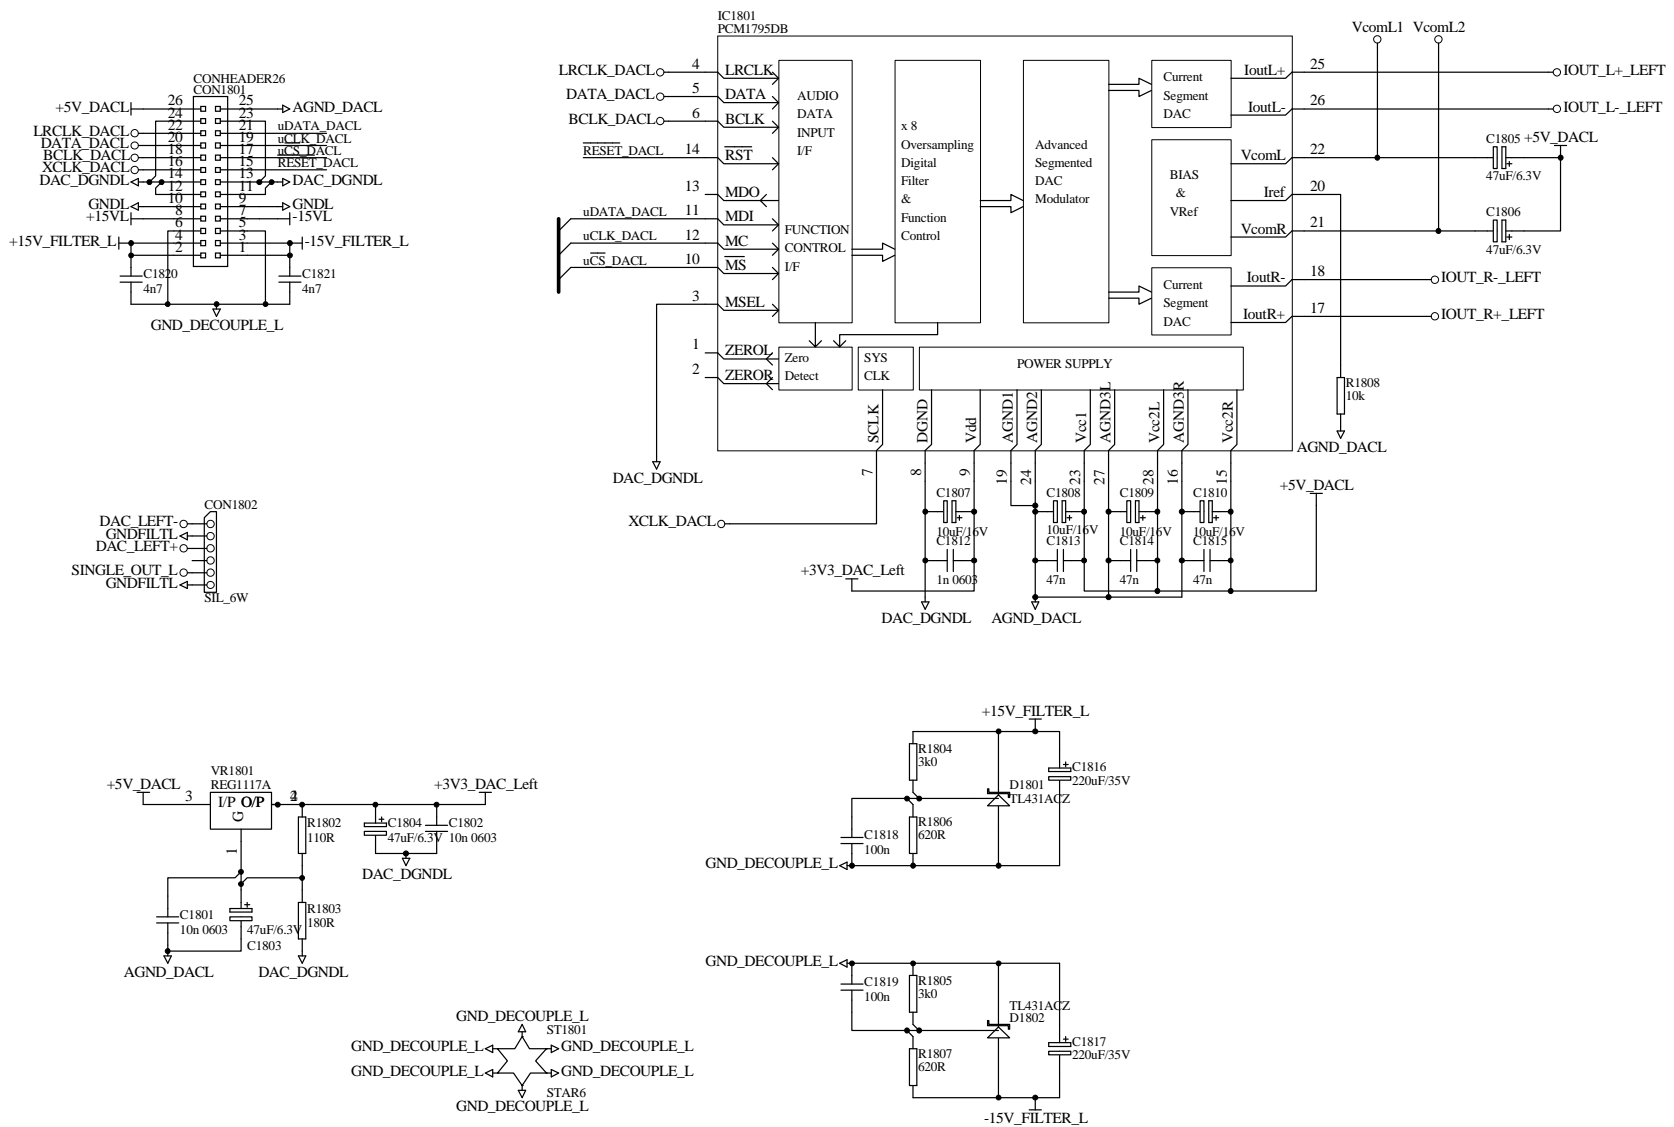 IC1801
PCM1795DB
VcomL1
VcomL2
LRCLK_DACL
4
LRCLK
DATA_DACL
5
DATA
BCLK_DACL
6
BCLK
RESET_DACL
14
RST
13
MDO
uDATA_DACL
11
MDI
uCLK_DACL
12
MC
uCS_DACL
10
MS
3
MSEL
1
ZEROL
2
ZEROR
AUDIO
DATA
INPUT
I/F
FUNCTION
CONTROL
I/F
x 8
Oversampling
Digital
Filter
&
Function
Control
Advanced
Segmented
DAC
Modulator
Current
Segment
DAC
BIAS
&
VRef
Current
Segment
DAC
Zero
Detect
SYS
CLK
POWER SUPPLY
IoutL+
25
IOUT_L+_LEFT
IoutL-
26
IOUT_L-_LEFT
VcomL
22
Iref
20
VcomR
21
IoutR-
18
IOUT_R-_LEFT
IoutR+
17
IOUT_R+_LEFT
C1805
+5V_DACL
47uF/6.3V
C1806
47uF/6.3V
R1808
10k
AGND_DACL
SCLK
DGND
Vdd
AGND1
AGND2
Vcc1
AGND3L
Vcc2L
AGND3R
Vcc2R
7
8
9
19
24
23
27
28
16
15
DAC_DGNDL
XCLK_DACL
C1807
10uF/16V
C1812
1n 0603
C1808
10uF/16V
C1813
47n
C1809
10uF/16V
C1814
47n
C1810
10uF/16V
C1815
47n
+5V_DACL
+3V3_DAC_Left
DAC_DGNDL
AGND_DACL
CONHEADER26
CON1801
+5V_DACL
26
25
AGND_DACL
24
23
LRCLK_DACL
22
21
uDATA_DACL
DATA_DACL
20
19
uCLK_DACL
BCLK_DACL
18
17
uCS_DACL
XCLK_DACL
16
15
RESET_DACL
DAC_DGNDL
14
13
DAC_DGNDL
12
11
GNDL
10
9
GNDL
+15VL
8
7
-15VL
6
5
+15V_FILTER_L
4
3
-15V_FILTER_L
2
1
C1820
4n7
C1821
4n7
GND_DECOUPLE_L
CON1802
DAC_LEFT-
GNDFILTL
DAC_LEFT+
SINGLE_OUT_L
GNDFILTL
SIL_6W
VR1801
REG1117A
+5V_DACL
3
I/P
O/P
G
1
+3V3_DAC_Left
R1802
110R
C1804
47uF/6.3V
C1802
10n 0603
DAC_DGNDL
C1801
10n 0603
47uF/6.3V
C1803
R1803
180R
AGND_DACL
DAC_DGNDL
+15V_FILTER_L
R1804
3k0
D1801
TL431ACZ
C1816
220uF/35V
R1806
620R
C1818
100n
GND_DECOUPLE_L
GND_DECOUPLE_L
C1819
100n
R1805
3k0
TL431ACZ
D1802
R1807
620R
C1817
220uF/35V
-15V_FILTER_L
GND_DECOUPLE_L
ST1801
GND_DECOUPLE_L
GND_DECOUPLE_L
GND_DECOUPLE_L
GND_DECOUPLE_L
STAR6
GND_DECOUPLE_L